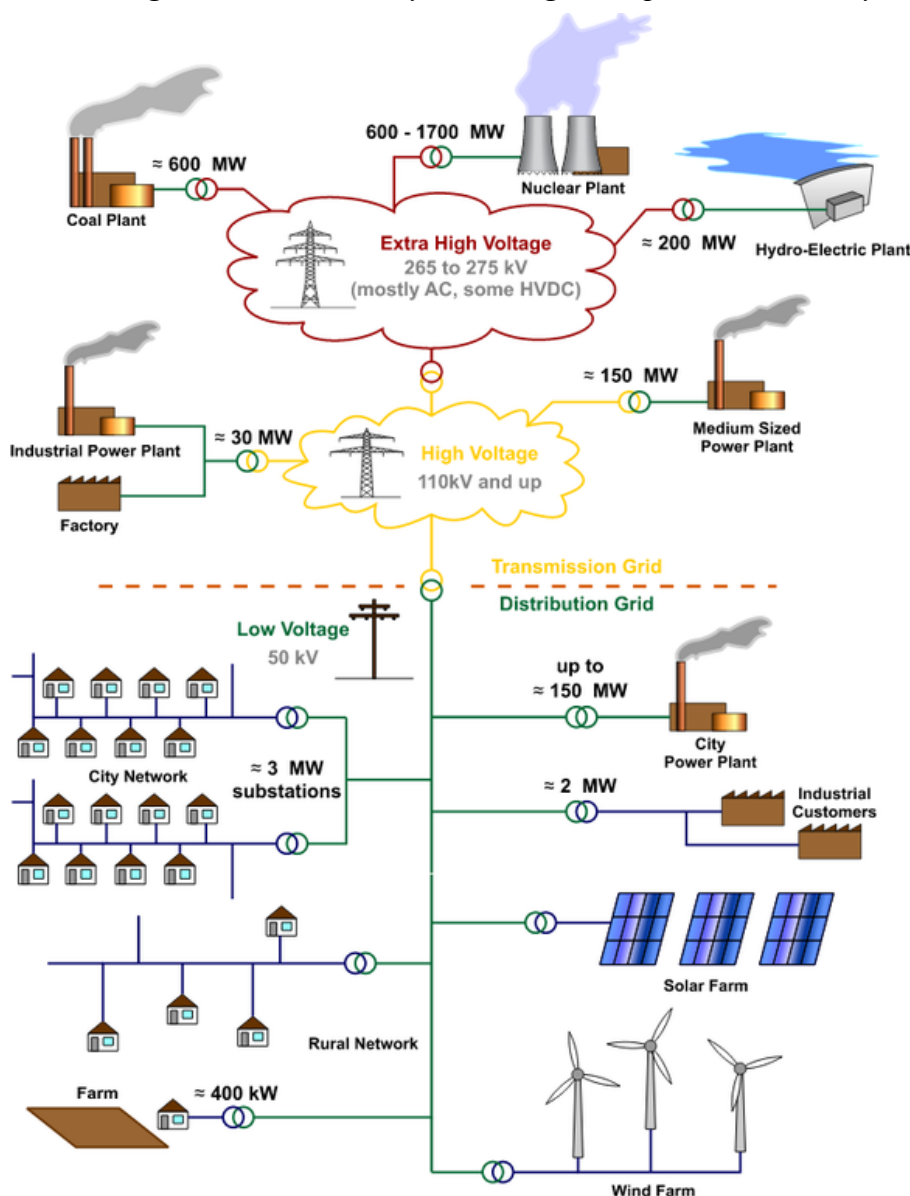 600 - 1700 MW
≈ 600 MW
Nuclear Plant
Coal Plant
Extra High Voltage
265 to 275 kV
(mostly AC, some HVDC)
≈ 200 MW
Hydro-Electric Plant
≈ 150 MW
Medium Sized
Power Plant
≈ 30 MW
Industrial Power Plant
High Voltage
110kV and up
Factory
Transmission Grid
Distribution Grid
Low Voltage
50 kV
up to
≈ 150 MW
City
Power Plant
City Network
≈ 3 MW
substations
≈ 2 MW
Industrial
Customers
Solar Farm
Rural Network
Farm
≈ 400 kW
Wind Farm